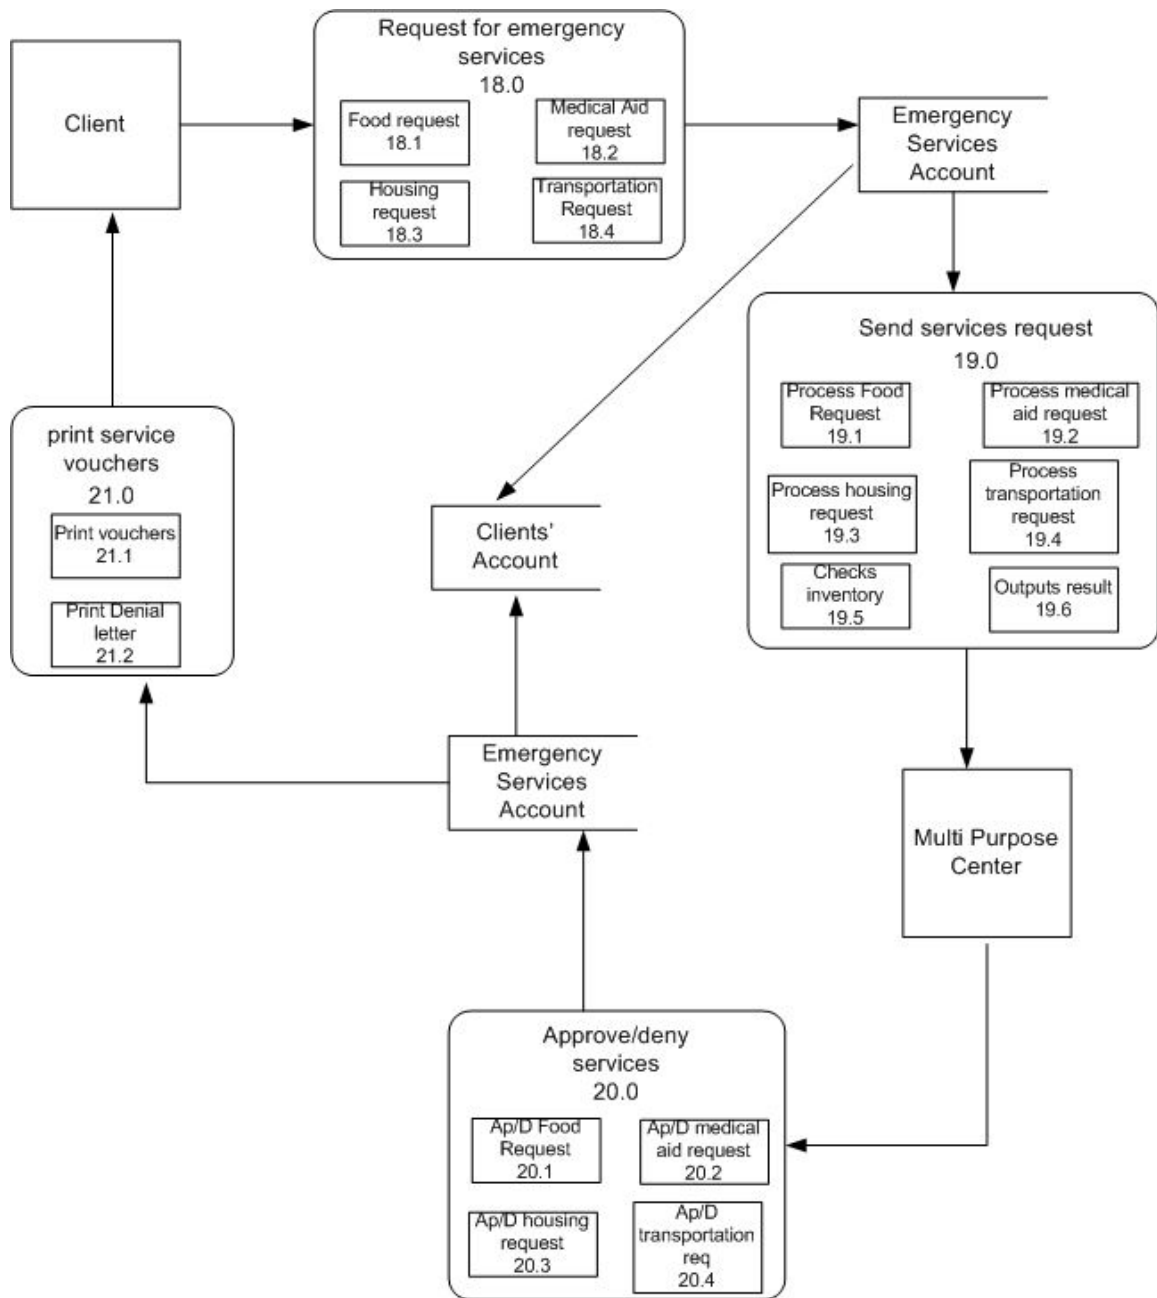 Client
Request for emergency
services
18.0
Food request
18.1
Medical Aid
request
18.2
Housing
request
18.3
Transportation
Request
18.4
Emergency
Services
Account
Send services request
19.0
Process Food
Request
19.1
Process medical
aid request
19.2
Process housing
request
19.3
Process
transportation
request
19.4
Checks
inventory
19.5
Outputs result
19.6
print service
vouchers
21.0
Print vouchers
21.1
Print Denial
letter
21.2
Clients'
Account
Emergency
Services
Account
Multi Purpose
Center
Approve/deny
services
20.0
Ap/D Food
Request
20.1
Ap/D medical
aid request
20.2
Ap/D housing
request
20.3
Ap/D
transportation
req
20.4